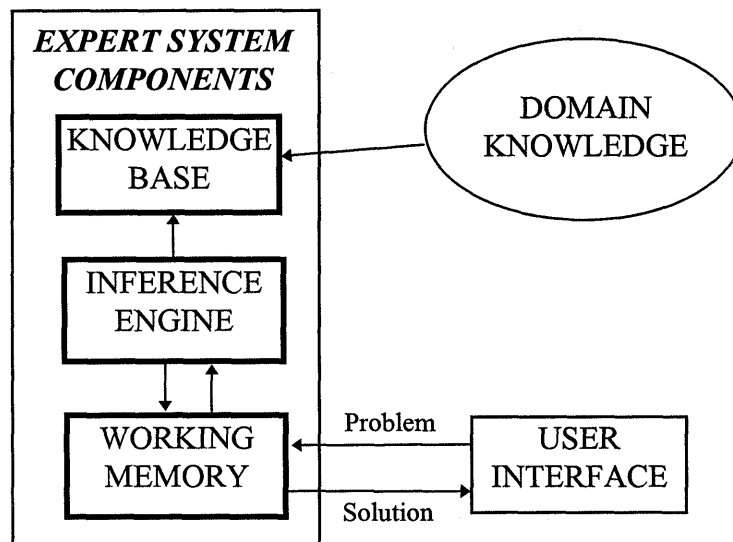 EXPERT SYSTEM
COMPONENTS
KNOWLEDGE
BASE
DOMAIN
KNOWLEDGE
INFERENCE
ENGINE
WORKING
MEMORY
Problem
Solution
USER
INTERFACE